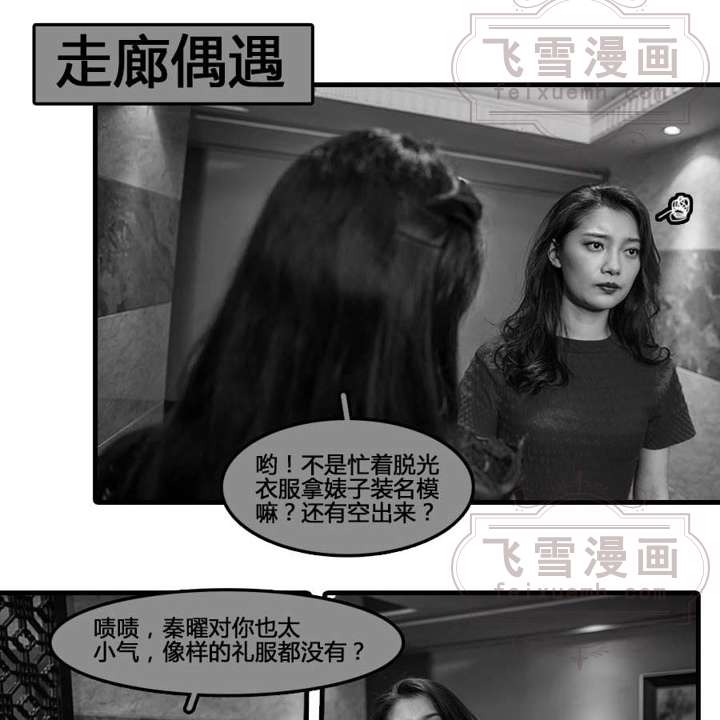 飞雪漫画
feixuemh.com
走廊偶遇
哟！不是忙着脱光
衣服拿婊子装名模
嘛？还有空出来？
飞雪漫画
feixuemh.com
啧啧，秦曜对你也太
小气，像样的礼服都没有？